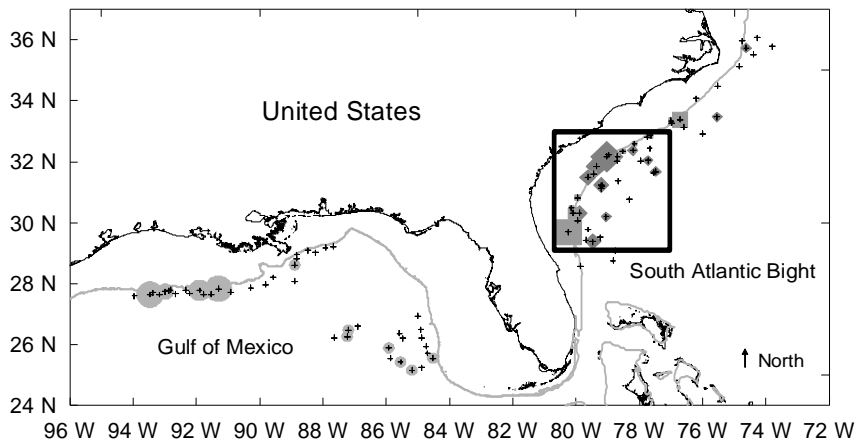 36 N
34 N
United States
32 N
30 N
28 N
South Atlantic Bight
26 N
Gulf of Mexico
North
24 N
96 W 94 W 92 W 90 W 88 W 86 W 84 W 82 W 80 W 78 W 76 W 74 W 72 W